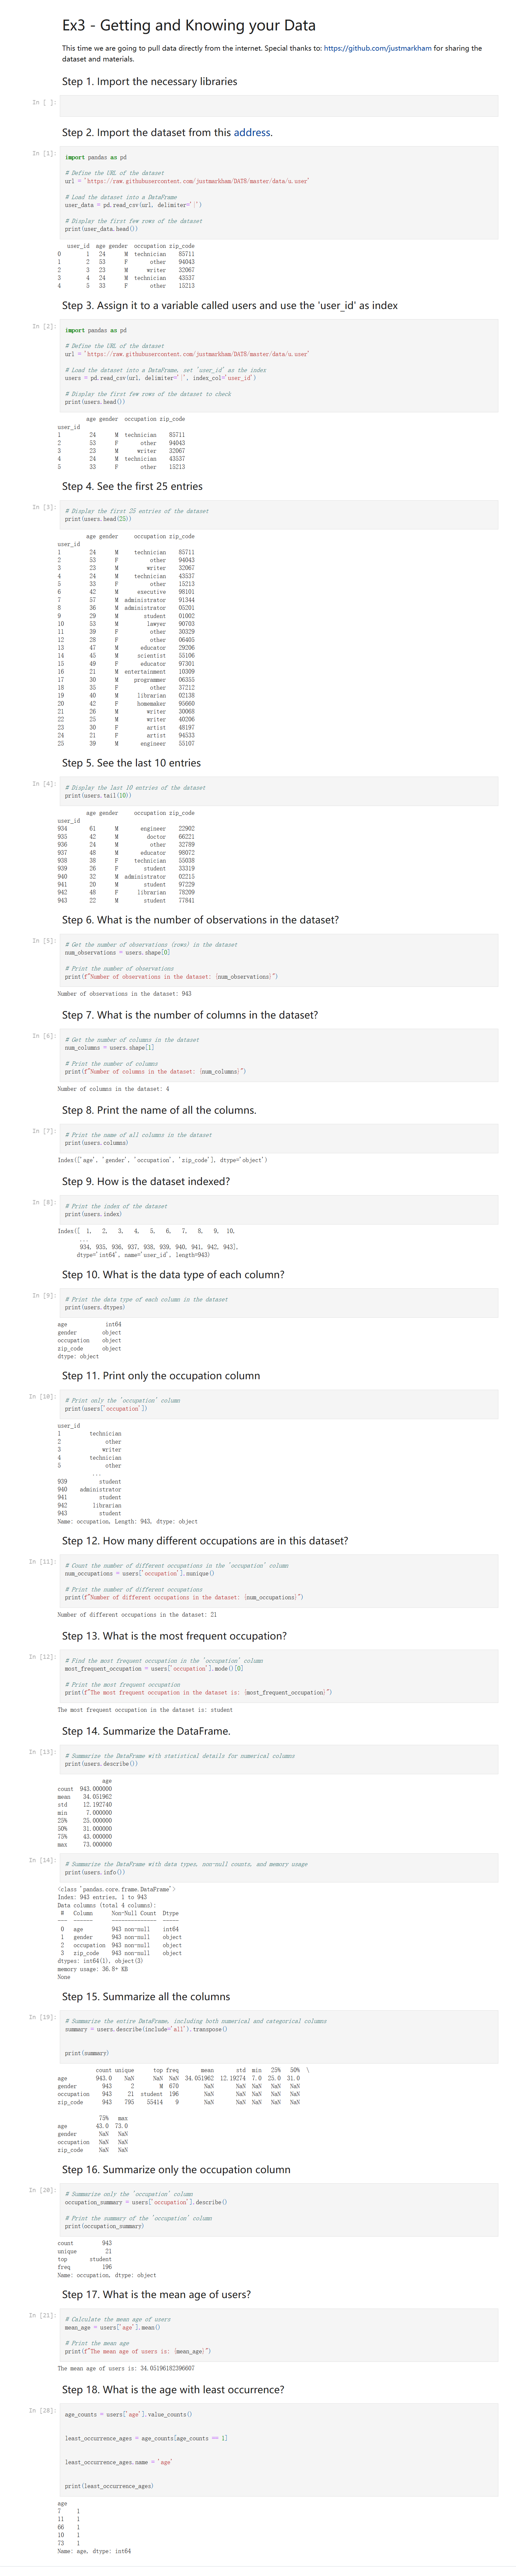 Ex3 - Getting and Knowing your Data
This time we are going to pull data directly from the internet. Special thanks to: https://github.com/justmarkham for sharing the
dataset and materials.
Step 1. Import the necessary libraries
In [ ]:
Step 2. Import the dataset from this address.
In [1]:
import pandas as pd
# Define the URL of the dataset
url = 'https://raw.githubusercontent.com/justmarkham/DAT8/master/data/u.user'
# Load the dataset into a DataFrame
user_data = pd.read_csv(url, delimiter='|')
# Display the first few rows of the dataset
print(user_data.head())
user_id age gender occupation zip_code
0 1 24 M technician 85711
1 2 53 F other 94043
2 3 23 M writer 32067
3 4 24 M technician 43537
4 5 33 F other 15213
Step 3. Assign it to a variable called users and use the 'user_id' as index
In [2]:
import pandas as pd
# Define the URL of the dataset
url = 'https://raw.githubusercontent.com/justmarkham/DAT8/master/data/u.user'
# Load the dataset into a DataFrame, set 'user_id' as the index
users = pd.read_csv(url, delimiter='|', index_col='user_id')
# Display the first few rows of the dataset to check
print(users.head())
age gender occupation zip_code
user_id
1 24 M technician 85711
2 53 F other 94043
3 23 M writer 32067
4 24 M technician 43537
5 33 F other 15213
Step 4. See the first 25 entries
In [3]:
# Display the first 25 entries of the dataset
print(users.head(25))
age gender occupation zip_code
user_id
1 24 M technician 85711
2 53 F other 94043
3 23 M writer 32067
4 24 M technician 43537
5 33 F other 15213
6 42 M executive 98101
7 57 M administrator 91344
8 36 M administrator 05201
9 29 M student 01002
10 53 M lawyer 90703
11 39 F other 30329
12 28 F other 06405
13 47 M educator 29206
14 45 M scientist 55106
15 49 F educator 97301
16 21 M entertainment 10309
17 30 M programmer 06355
18 35 F other 37212
19 40 M librarian 02138
20 42 F homemaker 95660
21 26 M writer 30068
22 25 M writer 40206
23 30 F artist 48197
24 21 F artist 94533
25 39 M engineer 55107
Step 5. See the last 10 entries
In [4]:
# Display the last 10 entries of the dataset
print(users.tail(10))
age gender occupation zip_code
user_id
934 61 M engineer 22902
935 42 M doctor 66221
936 24 M other 32789
937 48 M educator 98072
938 38 F technician 55038
939 26 F student 33319
940 32 M administrator 02215
941 20 M student 97229
942 48 F librarian 78209
943 22 M student 77841
Step 6. What is the number of observations in the dataset?
In [5]:
# Get the number of observations (rows) in the dataset
num_observations = users.shape[0]
# Print the number of observations
print(f"Number of observations in the dataset: {num_observations}")
Number of observations in the dataset: 943
Step 7. What is the number of columns in the dataset?
In [6]:
# Get the number of columns in the dataset
num_columns = users.shape[1]
# Print the number of columns
print(f"Number of columns in the dataset: {num_columns}")
Number of columns in the dataset: 4
Step 8. Print the name of all the columns.
In [7]:
# Print the name of all columns in the dataset
print(users.columns)
Index(['age', 'gender', 'occupation', 'zip_code'], dtype='object')
Step 9. How is the dataset indexed?
In [8]:
# Print the index of the dataset
print(users.index)
Index([ 1, 2, 3, 4, 5, 6, 7, 8, 9, 10,
...
934, 935, 936, 937, 938, 939, 940, 941, 942, 943],
dtype='int64', name='user_id', length=943)
Step 10. What is the data type of each column?
In [9]:
# Print the data type of each column in the dataset
print(users.dtypes)
age int64
gender object
occupation object
zip_code object
dtype: object
Step 11. Print only the occupation column
In [10]:
# Print only the 'occupation' column
print(users['occupation'])
user_id
1 technician
2 other
3 writer
4 technician
5 other
...
939 student
940 administrator
941 student
942 librarian
943 student
Name: occupation, Length: 943, dtype: object
Step 12. How many different occupations are in this dataset?
In [11]:
# Count the number of different occupations in the 'occupation' column
num_occupations = users['occupation'].nunique()
# Print the number of different occupations
print(f"Number of different occupations in the dataset: {num_occupations}")
Number of different occupations in the dataset: 21
Step 13. What is the most frequent occupation?
In [12]:
# Find the most frequent occupation in the 'occupation' column
most_frequent_occupation = users['occupation'].mode()[0]
# Print the most frequent occupation
print(f"The most frequent occupation in the dataset is: {most_frequent_occupation}")
The most frequent occupation in the dataset is: student
Step 14. Summarize the DataFrame.
In [13]:
# Summarize the DataFrame with statistical details for numerical columns
print(users.describe())
age
count 943.000000
mean 34.051962
std 12.192740
min 7.000000
25% 25.000000
50% 31.000000
75% 43.000000
max 73.000000
In [14]:
# Summarize the DataFrame with data types, non-null counts, and memory usage
print(users.info())
<class 'pandas.core.frame.DataFrame'>
Index: 943 entries, 1 to 943
Data columns (total 4 columns):
# Column Non-Null Count Dtype
--- ------ -------------- -----
0 age 943 non-null int64
1 gender 943 non-null object
2 occupation 943 non-null object
3 zip_code 943 non-null object
dtypes: int64(1), object(3)
memory usage: 36.8+ KB
None
Step 15. Summarize all the columns
In [19]:
# Summarize the entire DataFrame, including both numerical and categorical columns
summary = users.describe(include='all').transpose()
print(summary)
count unique top freq mean std min 25% 50% \
age 943.0 NaN NaN NaN 34.051962 12.19274 7.0 25.0 31.0
gender 943 2 M 670 NaN NaN NaN NaN NaN
occupation 943 21 student 196 NaN NaN NaN NaN NaN
zip_code 943 795 55414 9 NaN NaN NaN NaN NaN
75% max
age 43.0 73.0
gender NaN NaN
occupation NaN NaN
zip_code NaN NaN
Step 16. Summarize only the occupation column
In [20]:
# Summarize only the 'occupation' column
occupation_summary = users['occupation'].describe()
# Print the summary of the 'occupation' column
print(occupation_summary)
count 943
unique 21
top student
freq 196
Name: occupation, dtype: object
Step 17. What is the mean age of users?
In [21]:
# Calculate the mean age of users
mean_age = users['age'].mean()
# Print the mean age
print(f"The mean age of users is: {mean_age}")
The mean age of users is: 34.05196182396607
Step 18. What is the age with least occurrence?
In [28]:
age_counts = users['age'].value_counts()
least_occurrence_ages = age_counts[age_counts == 1]
least_occurrence_ages.name = 'age'
print(least_occurrence_ages)
age
7 1
11 1
66 1
10 1
73 1
Name: age, dtype: int64